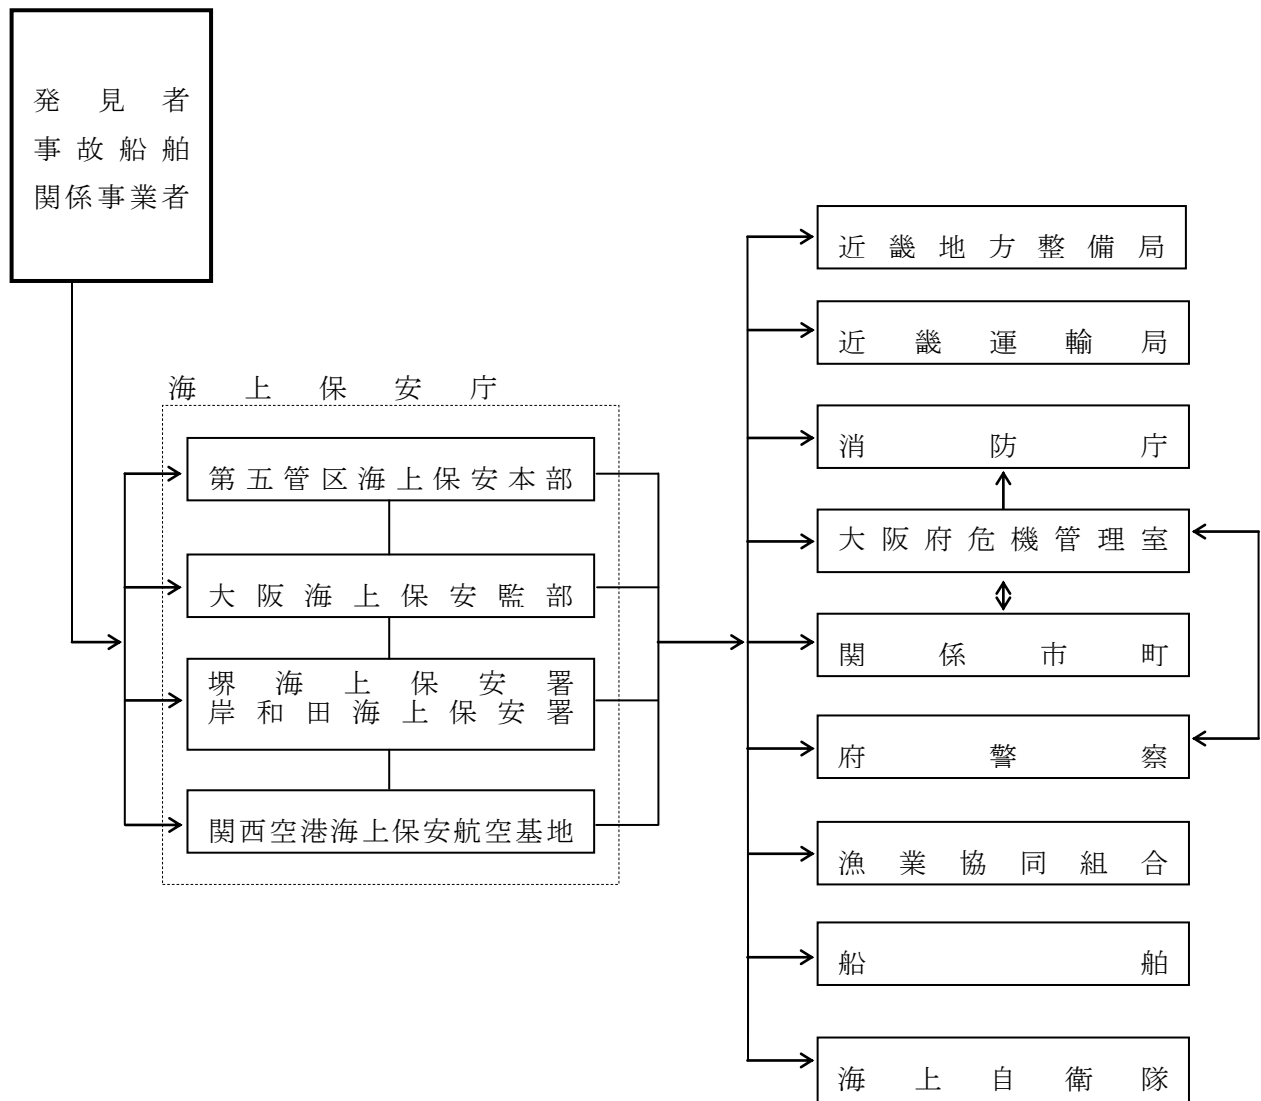 発見者
事故船舶
関係事業者
海上保安庁
第五管区海上保安本部
大阪海上保安監部
堺海上保安署
岸和田海上保安署
関西空港海上保安航空基地
近畿地方整備局
近畿運輸局
消防庁
大阪府危機管理室
関係市町
府警察
漁業協同組合
船舶
海上自衛隊